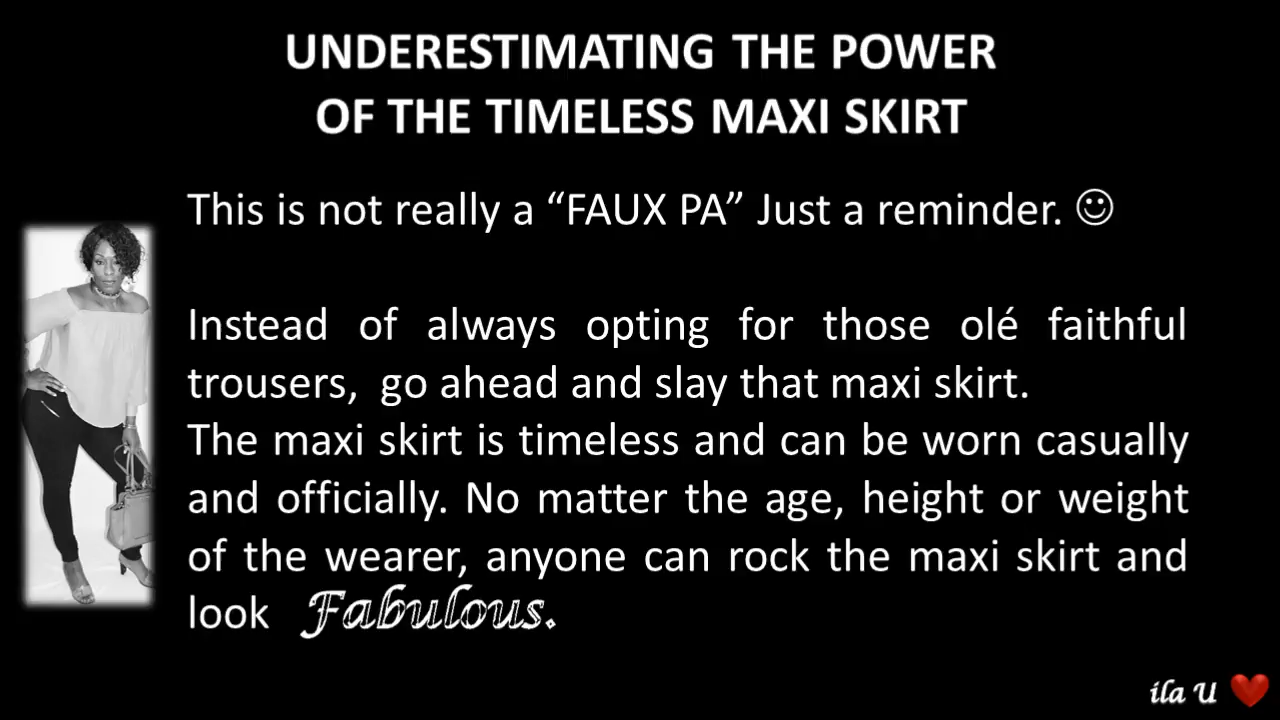 UNDERESTIMATING THE POWER
OF THE TIMELESS MAXI SKIRT
This is not really a “FAUX PA” Just a reminder. ☺
Instead of always opting for those olé faithful
trousers, go ahead and slay that maxi skirt.
The maxi skirt is timeless and can be worn casually
and officially. No matter the age, height or weight
of the wearer, anyone can rock the maxi skirt and
look Fabulous.
ila U ❤